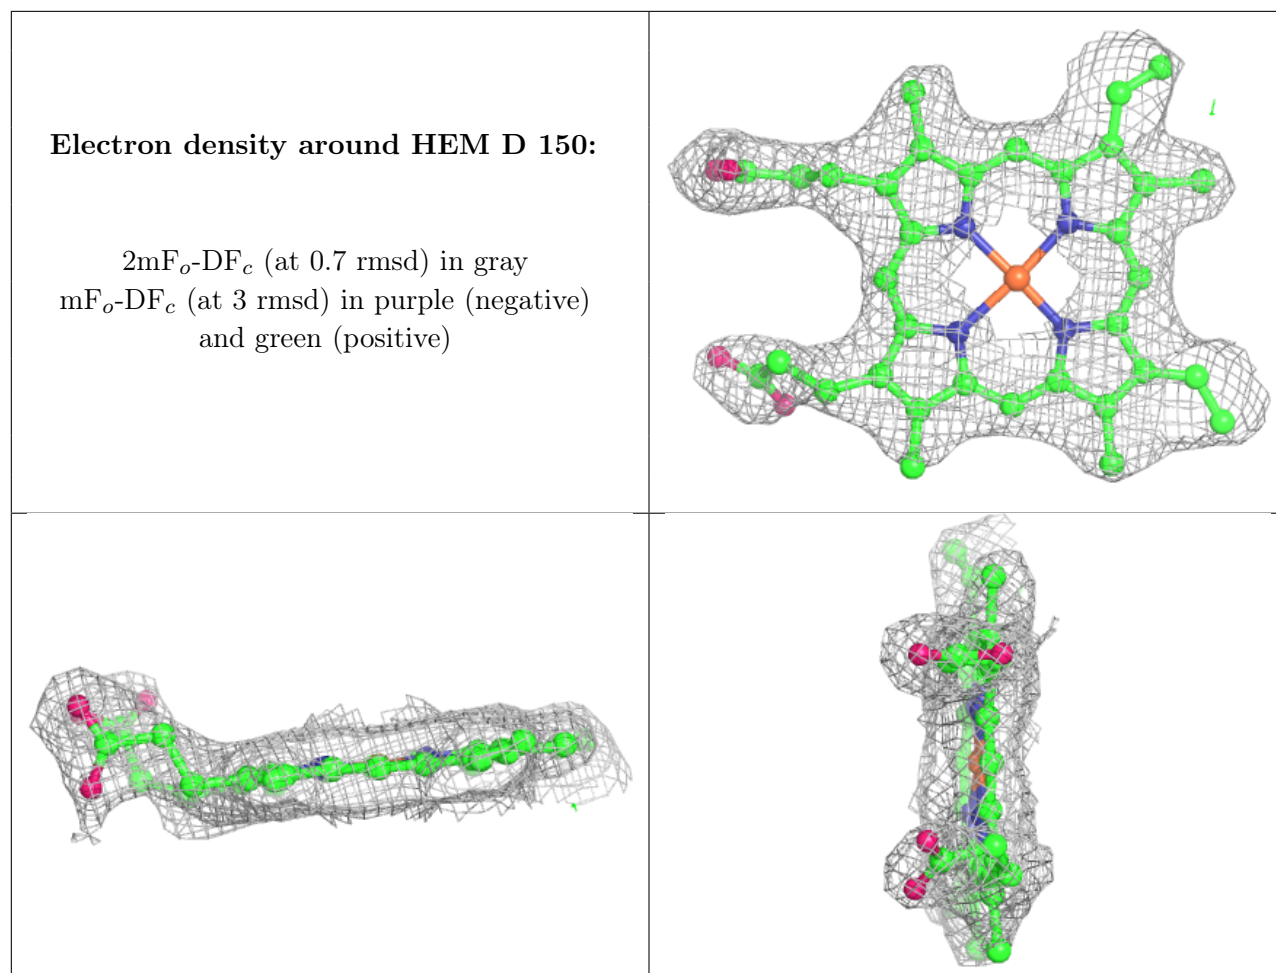 Electron density around HEM D 150:
2mFₒ-DF𝒸 (at 0.7 rmsd) in gray
mFₒ-DF𝒸 (at 3 rmsd) in purple (negative)
and green (positive)